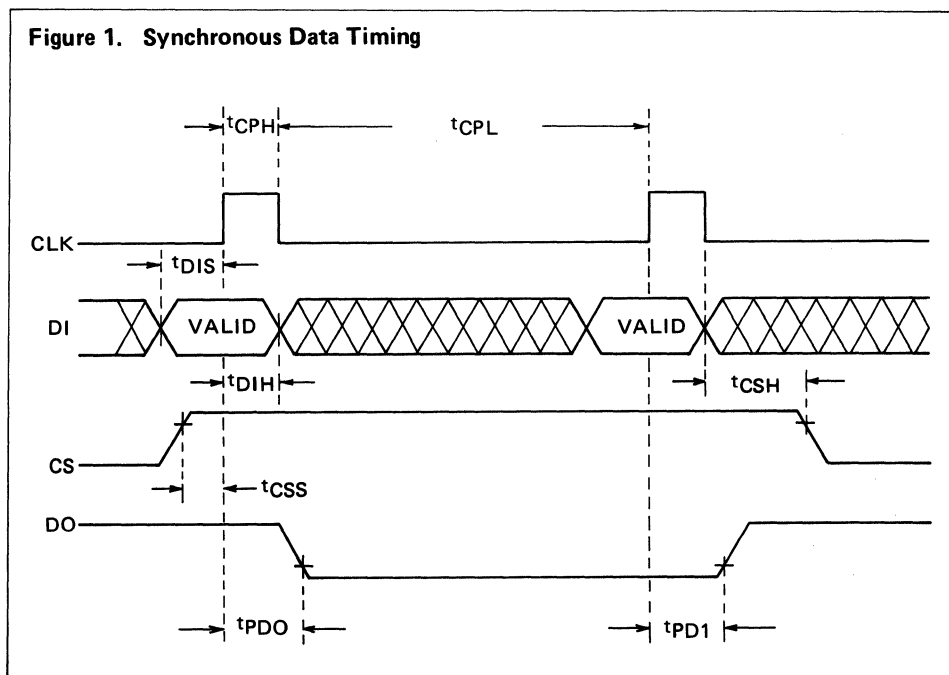 Figure 1. Synchronous Data Timing
tCPH
tCPL
CLK
tDIS
DI
VALID
VALID
tDIH
tCSH
CS
tCSS
DO
tPDO
tPD1